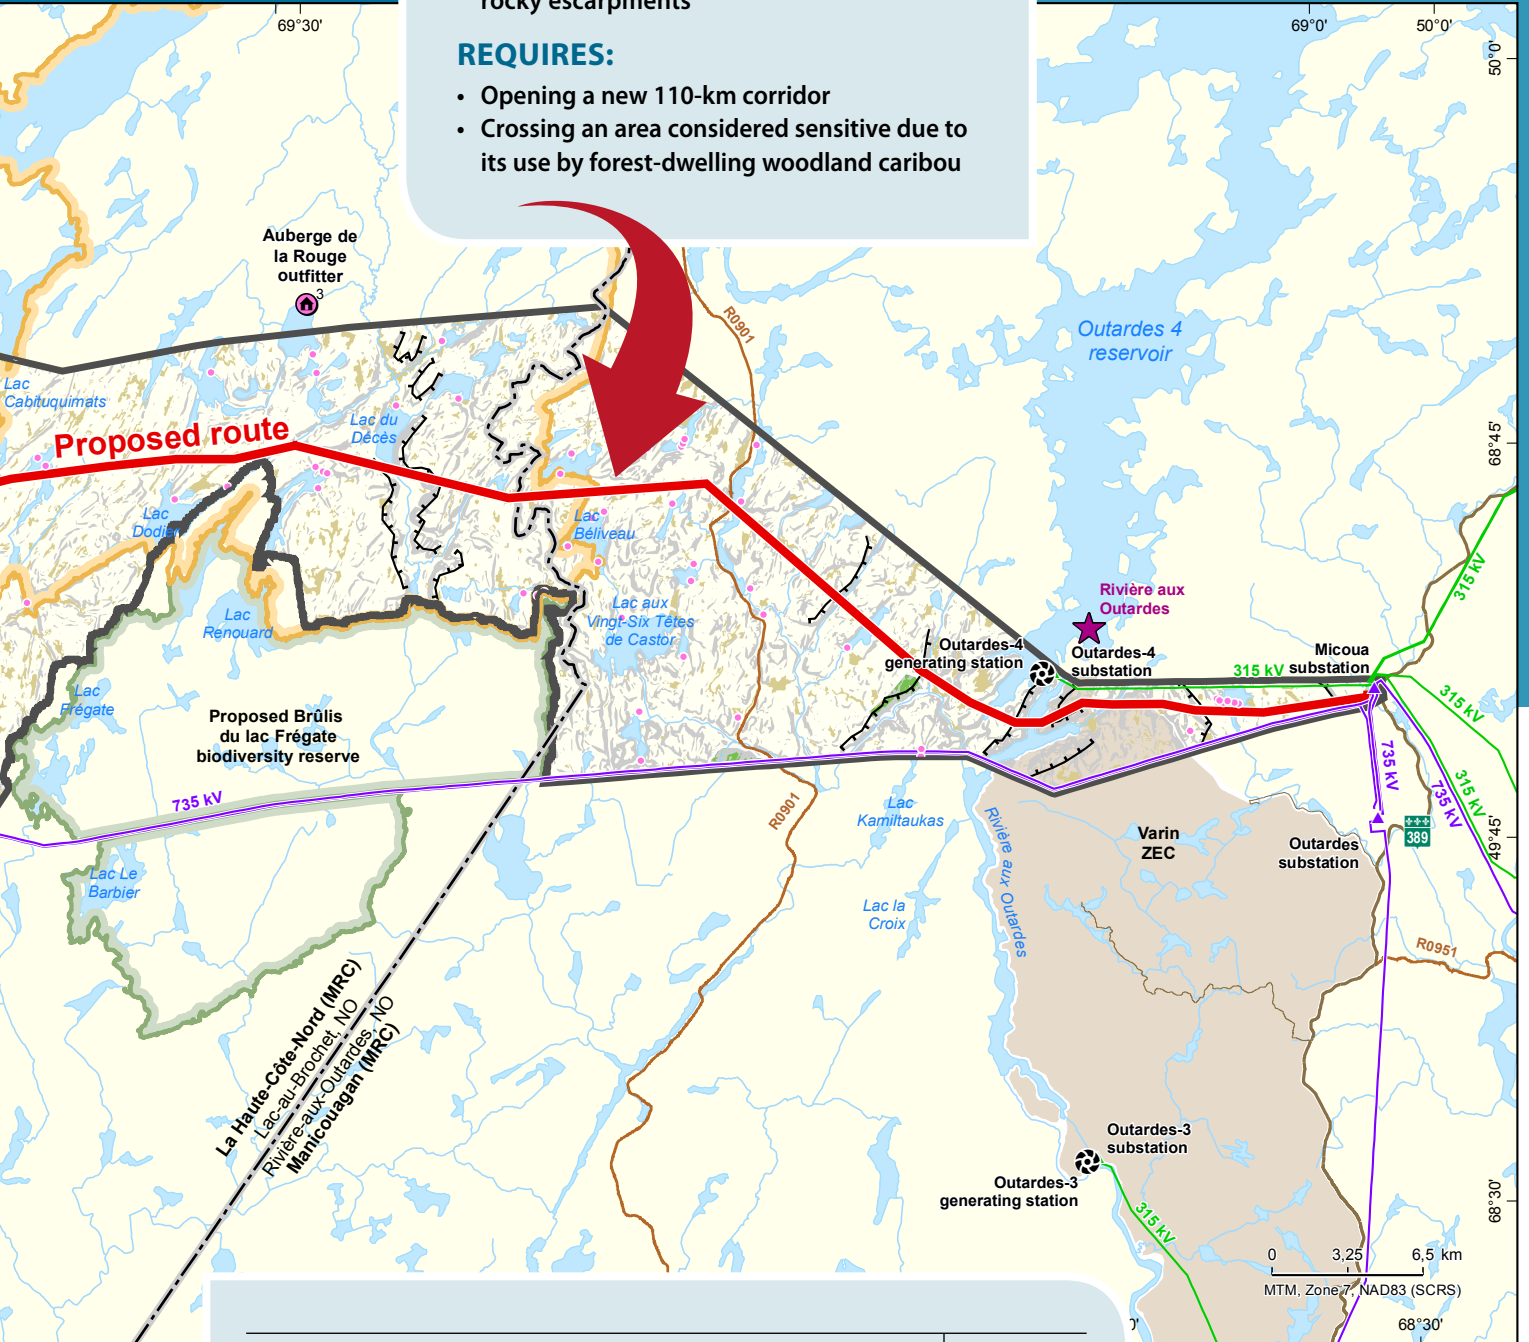 rocky escarpments
REQUIRES:
• Opening a new 110-km corridor
• Crossing an area considered sensitive due to
its use by forest-dwelling woodland caribou
69°30'
69°0'
50°0'
50°0'
Auberge de
la Rouge
outfitter
3
R0901
Outardes 4
reservoir
Lac
Cabituquimats
Proposed route
Lac du
Décès
68°45'
Lac
Dodier
Lac
Béliveau
315 kV
Lac
Renouard
Lac aux
Vingt-Six Têtes
de Castor
Rivière aux
Outardes
Outardes-4
generating station
Outardes-4
substation
Micoua
substation
315 kV
315 kV
Lac
Frégate
Proposed Brûlis
du lac Frégate
biodiversity reserve
735 kV
735 kV
735 kV
315 kV
R0901
Lac
Kamiltaukas
Rivière aux Outardes
Varin
ZEC
Outardes
substation
389
49°45'
Lac Le
Barbier
Lac la
Croix
R0951
La Haute-Côte-Nord (MRC)
Lac-au-Brochet, NO
Rivière-aux-Outardes, NO
Manicouagan (MRC)
Outardes-3
substation
Outardes-3
generating station
315 kV
68°30'
0 3,25 6,5 km
MTM, Zone 7, NAD83 (SCRS)
68°30'